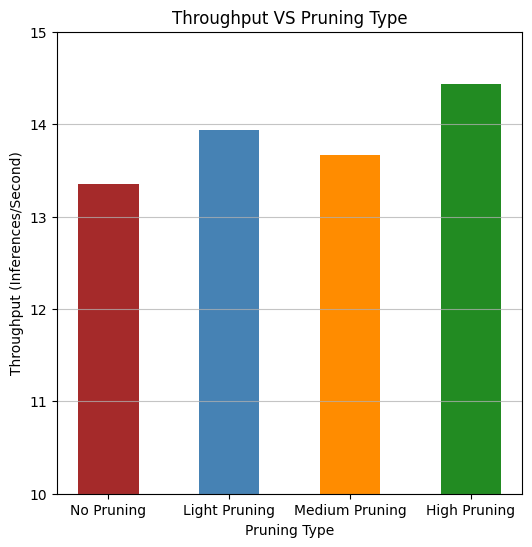 Throughput VS Pruning Type
Throughput (Inferences/Second)
15
14
13
12
11
10
No Pruning Light Pruning Medium Pruning High Pruning
Pruning Type